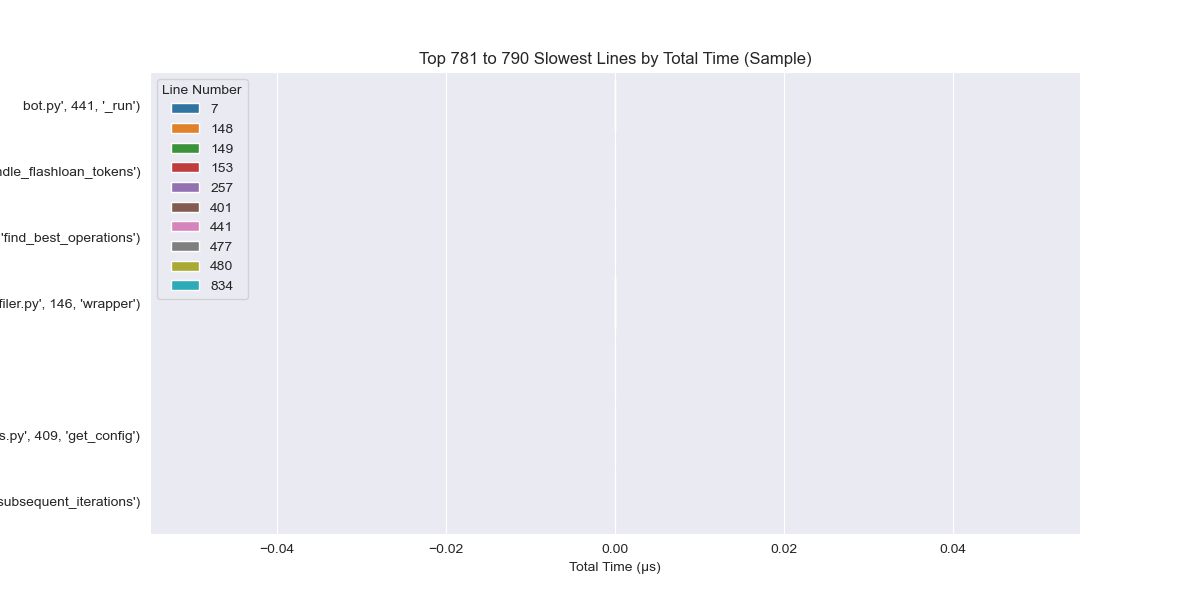 Top 781 to 790 Slowest Lines by Total Time (Sample)
Line Number
7
148
149
153
257
401
441
477
480
834
bot.py', 441, '_run')
ndle_flashloan_tokens')
'find_best_operations')
filer.py', 146, 'wrapper')
s.py', 409, 'get_config')
subsequent_iterations')
−0.04
−0.02
0.00
0.02
0.04
Total Time (µs)